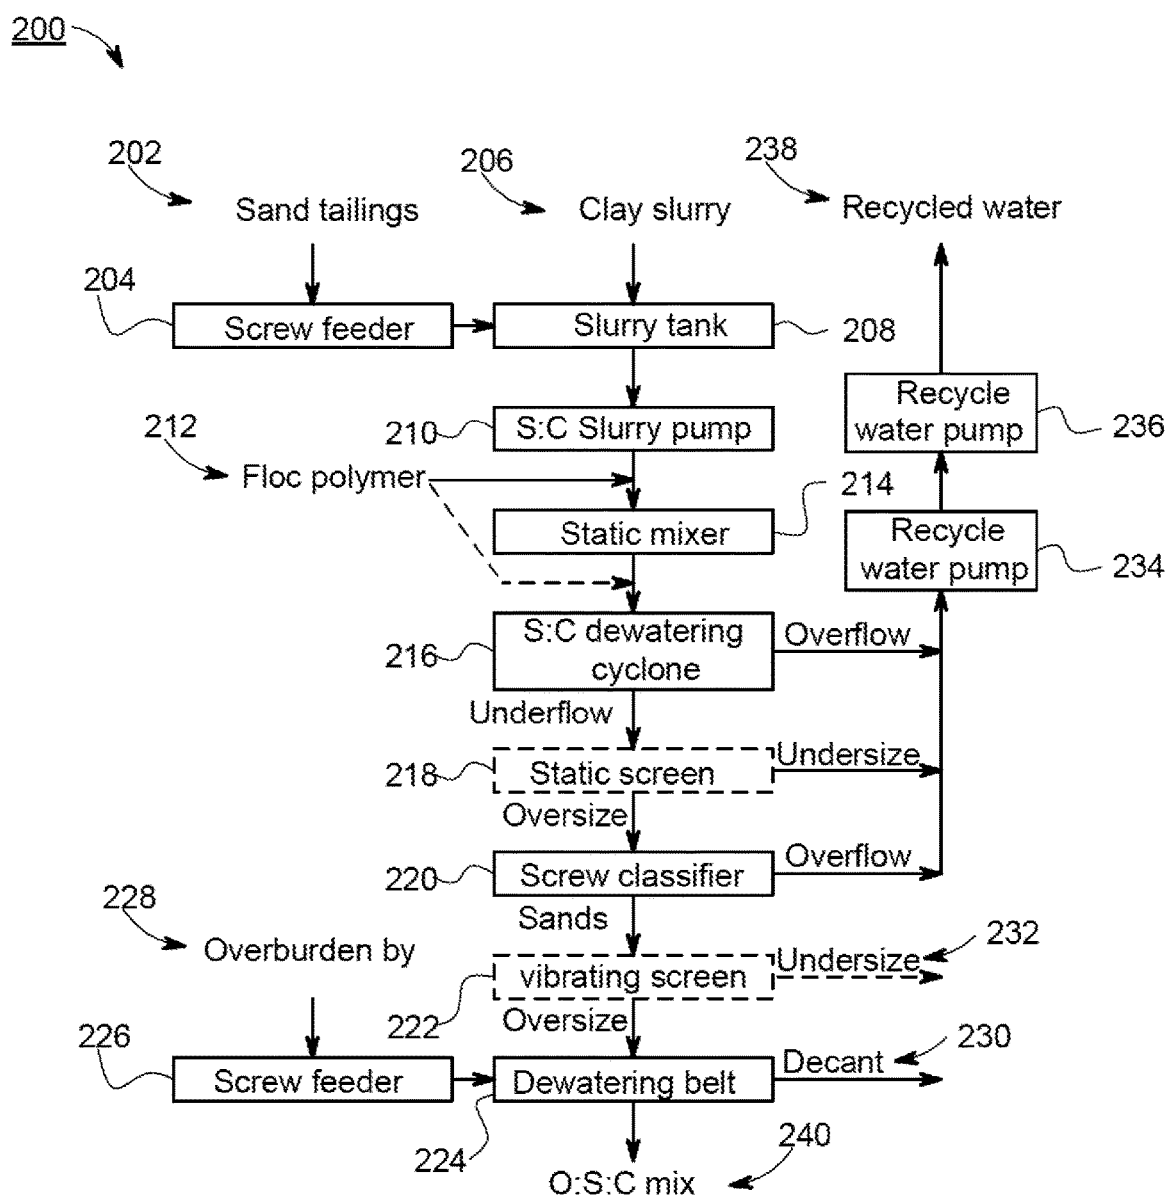 200
202
206
238
Sand tailings
Clay slurry
Recycled water
204
Screw feeder
Slurry tank
208
Recycle
water pump
236
212
210
S:C Slurry pump
Floc polymer
214
Static mixer
Recycle
water pump
234
216
S:C dewatering
cyclone
Overflow
Underflow
218
Static screen
Undersize
Oversize
220
Screw classifier
Overflow
228
Sands
232
Overburden by
222
vibrating screen
Undersize
Oversize
226
230
Screw feeder
Dewatering belt
Decant
224
240
O:S:C mix